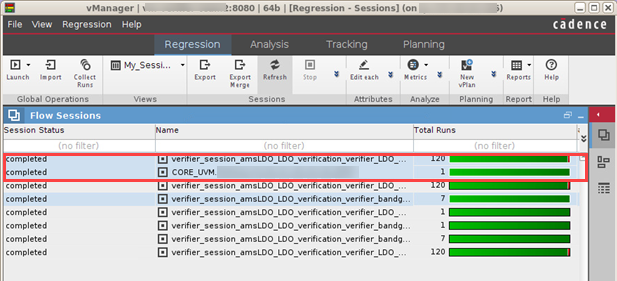 vManager | 2:8080 | 64b | [Regression - Sessions] (on 6)
File View Regression Help
cādence
Regression Analysis Tracking Planning
Launch Import Collect Runs My_Sessi... Export Export Merge Refresh Stop Edit each Metrics New vPlan Reports Help
Global Operations Views Sessions Attributes Analyze Planning Report Help
Flow Sessions
Session Status Name Total Runs
(no filter) (no filter) (no filter)
completed verifier_session_amsLDO_LDO_verification_verifier_LDO_... 120
completed CORE_UVM. 1
completed verifier_session_amsLDO_LDO_verification_verifier_LDO_... 120
completed verifier_session_amsLDO_LDO_verification_verifier_bandg... 7
completed verifier_session_amsLDO_LDO_verification_verifier_bandg... 1
completed verifier_session_amsLDO_LDO_verification_verifier_bandg... 1
completed verifier_session_amsLDO_LDO_verification_verifier_bandg... 7
completed verifier_session_amsLDO_LDO_verification_verifier_LDO_... 120